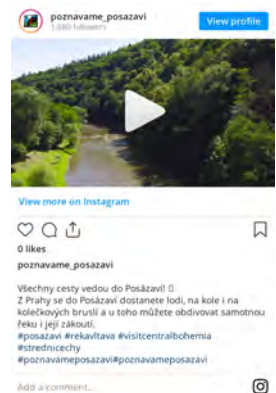 poznavame_posazavi
1,680 followers
View profile
View more on Instagram
0 likes
poznavame_posazavi
Všechny cesty vedou do Posázaví!
Z Prahy se do Posázaví dostanete lodí, na kole i na
kolečkových bruslí a u toho můžete obdivovat samotnou
řeku i její zákoutí.
#posazavi #rekavltava #visitcentralbohemia
#strednicechy
#poznavameposazavi#poznavameposazavi
Add a comment...